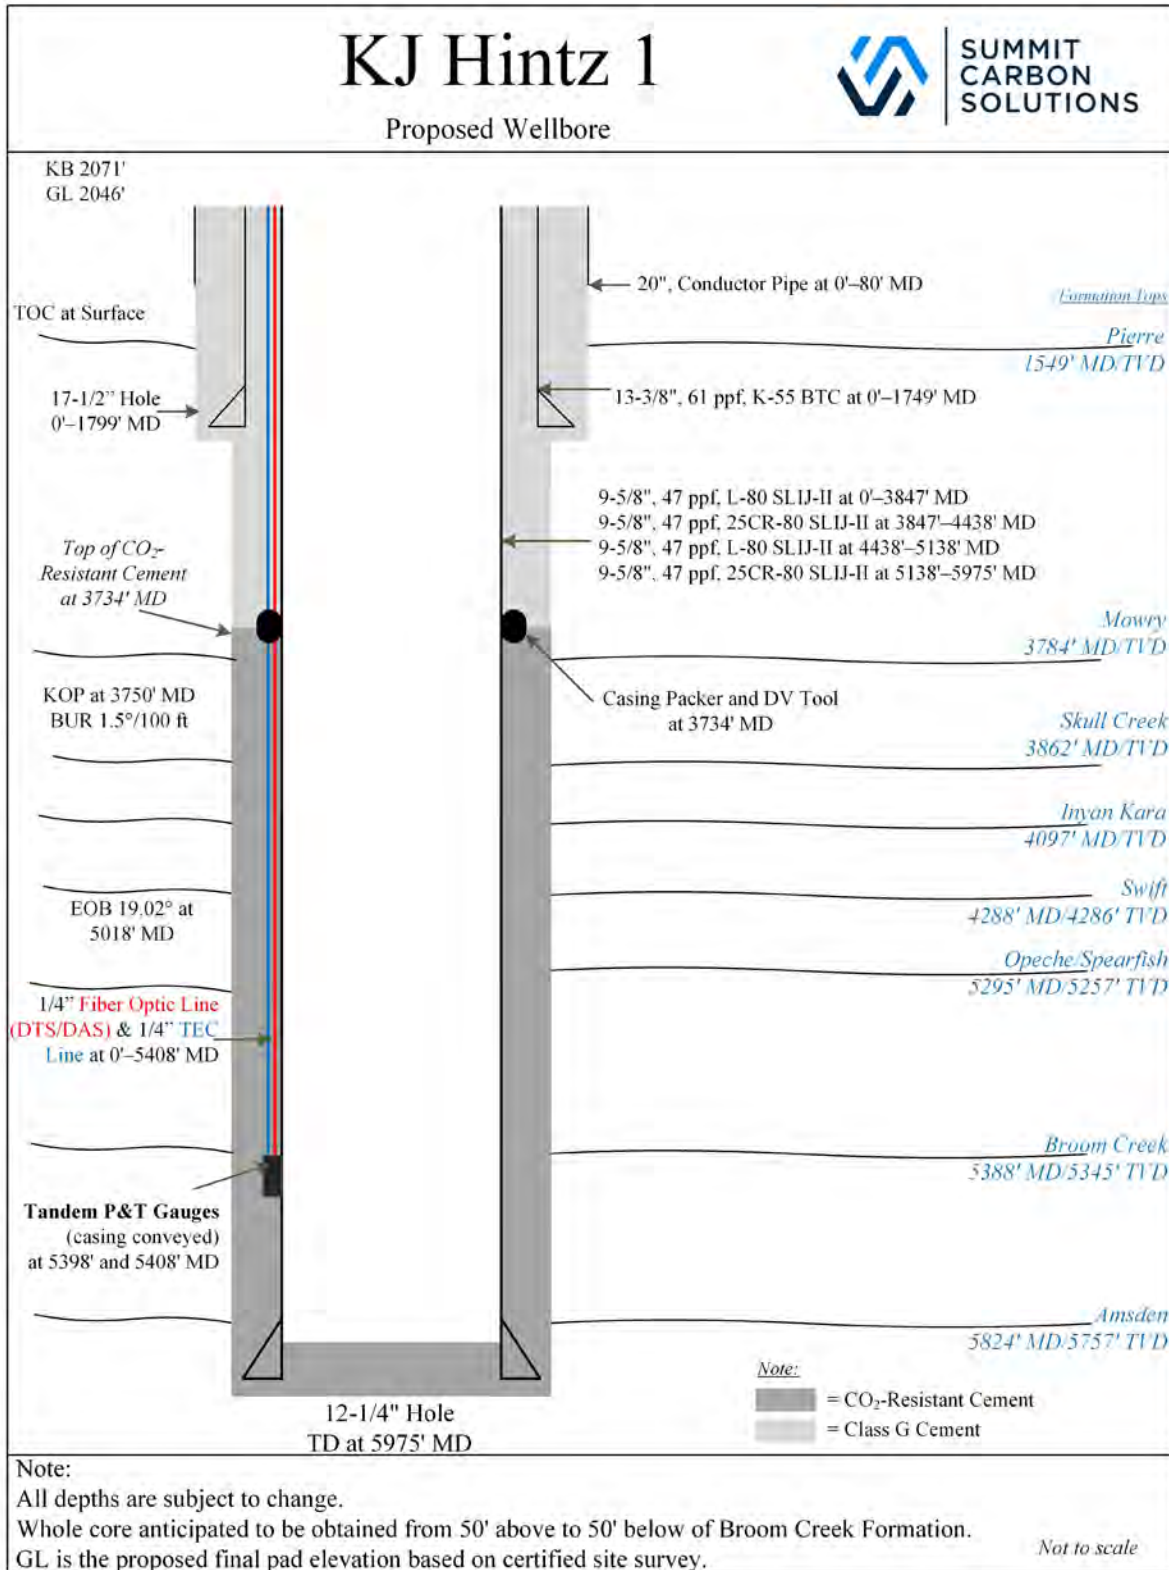 KJ Hintz 1
Proposed Wellbore
SUMMIT
CARBON
SOLUTIONS
KB 2071'
GL 2046'
20", Conductor Pipe at 0'–80' MD
Formation Tops
TOC at Surface
Pierre
1549' MD/TVD
17-1/2" Hole
0'–1799' MD
13-3/8", 61 ppf, K-55 BTC at 0'–1749' MD
9-5/8", 47 ppf, L-80 SLIJ-II at 0'–3847' MD
9-5/8", 47 ppf, 25CR-80 SLIJ-II at 3847'–4438' MD
9-5/8", 47 ppf, L-80 SLIJ-II at 4438'–5138' MD
9-5/8", 47 ppf, 25CR-80 SLIJ-II at 5138'–5975' MD
Top of CO₂-
Resistant Cement
at 3734' MD
Mowry
3784' MD/TVD
KOP at 3750' MD
BUR 1.5°/100 ft
Casing Packer and DV Tool
at 3734' MD
Skull Creek
3862' MD/TVD
Inyan Kara
4097' MD/TVD
Swift
4288' MD/4286' TVD
EOB 19.02° at
5018' MD
Opeche/Spearfish
5295' MD/5257' TVD
1/4" Fiber Optic Line
(DTS/DAS) & 1/4" TEC
Line at 0'–5408' MD
Broom Creek
5388' MD/5345' TVD
Tandem P&T Gauges
(casing conveyed)
at 5398' and 5408' MD
Amsden
5824' MD/5757' TVD
Note:
= CO₂-Resistant Cement
= Class G Cement
12-1/4" Hole
TD at 5975' MD
Note:
All depths are subject to change.
Whole core anticipated to be obtained from 50' above to 50' below of Broom Creek Formation.
GL is the proposed final pad elevation based on certified site survey.
Not to scale